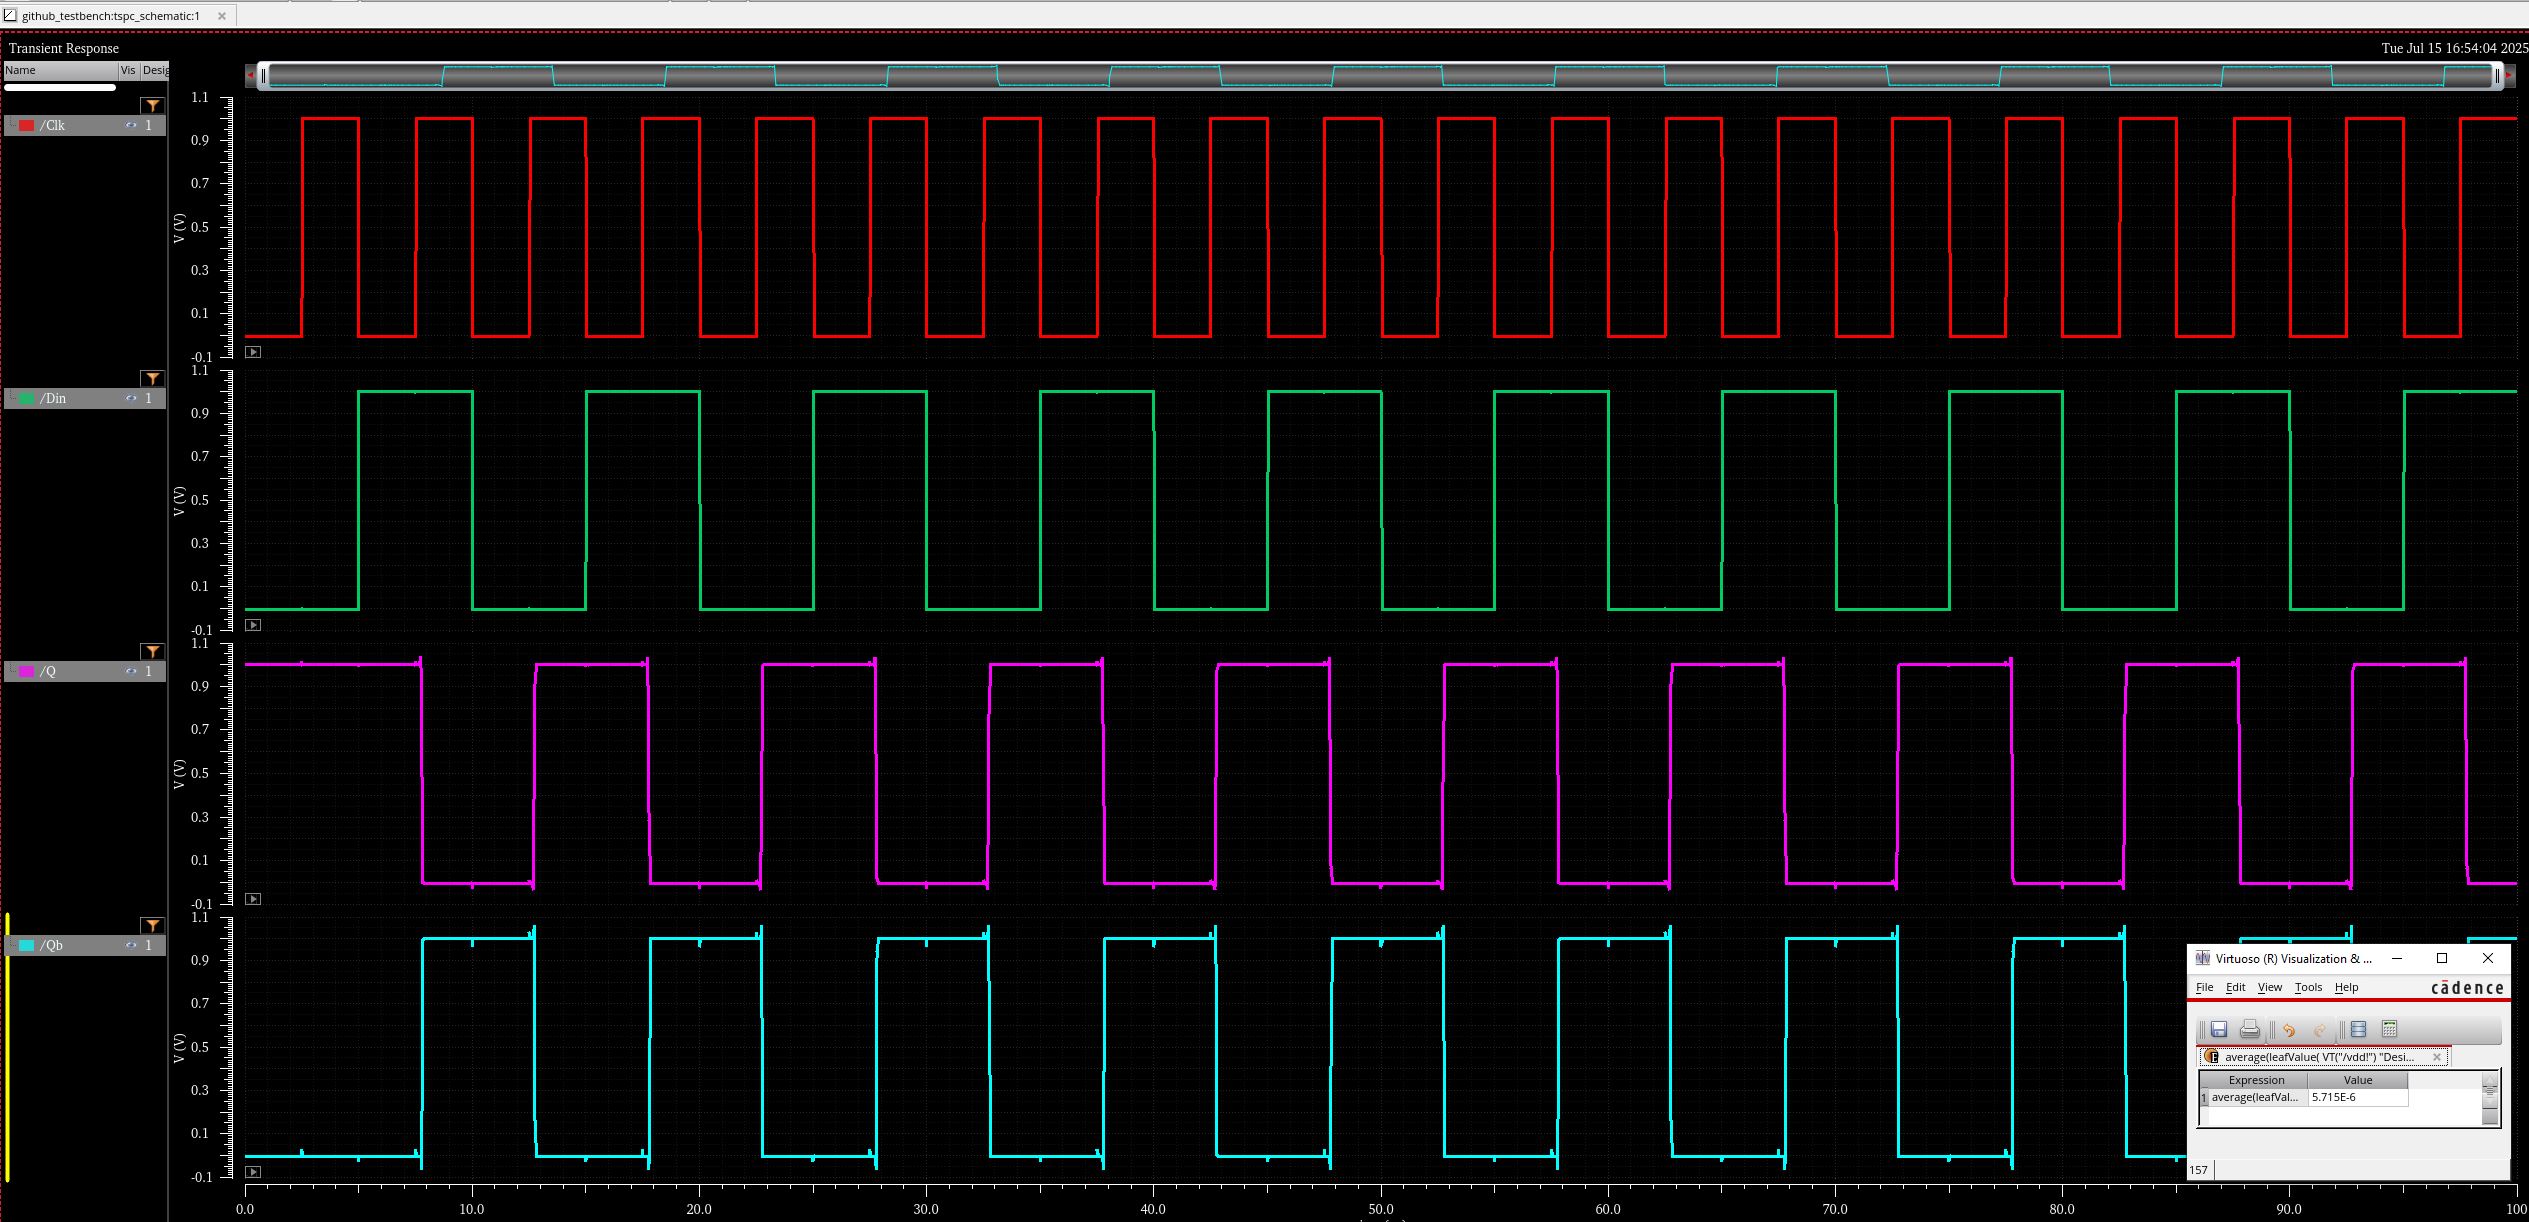 github_testbench:tspc_schematic:1
Transient Response
Tue Jul 15 16:54:04 2025
Name Vis Desig
1.1
/Clk 1
0.9
0.7
V (V)
0.5
0.3
0.1
-0.1
1.1
/Din 1
0.9
0.7
V (V)
0.5
0.3
0.1
-0.1
1.1
/Q 1
0.9
0.7
V (V)
0.5
0.3
0.1
-0.1
1.1
/Qb 1
0.9
0.7
V (V)
0.5
0.3
0.1
-0.1
0.0 10.0 20.0 30.0 40.0 50.0 60.0 70.0 80.0 90.0 100
Virtuoso (R) Visualization & ...
File Edit View Tools Help cādence
average(leafValue( VT("/vdd!") "Desi...
Expression Value
1 average(leafVal... 5.715E-6
157